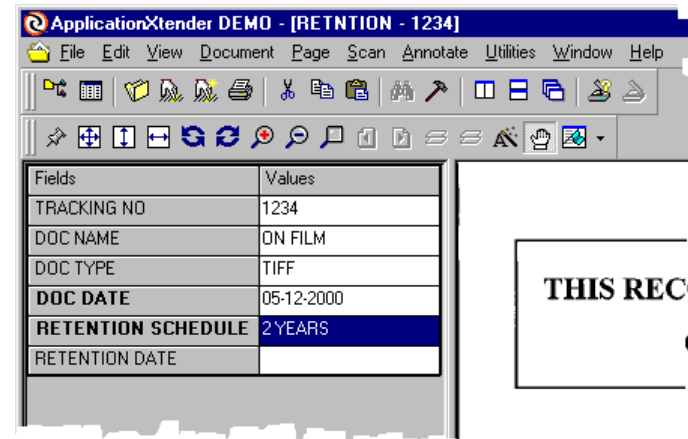 ApplicationXtender DEMO - [RETNTION - 1234]
File Edit View Document Page Scan Annotate Utilities Window Help
Fields Values
TRACKING NO 1234
DOC NAME ON FILM
DOC TYPE TIFF
DOC DATE 05-12-2000
RETENTION SCHEDULE 2 YEARS
RETENTION DATE
THIS REC